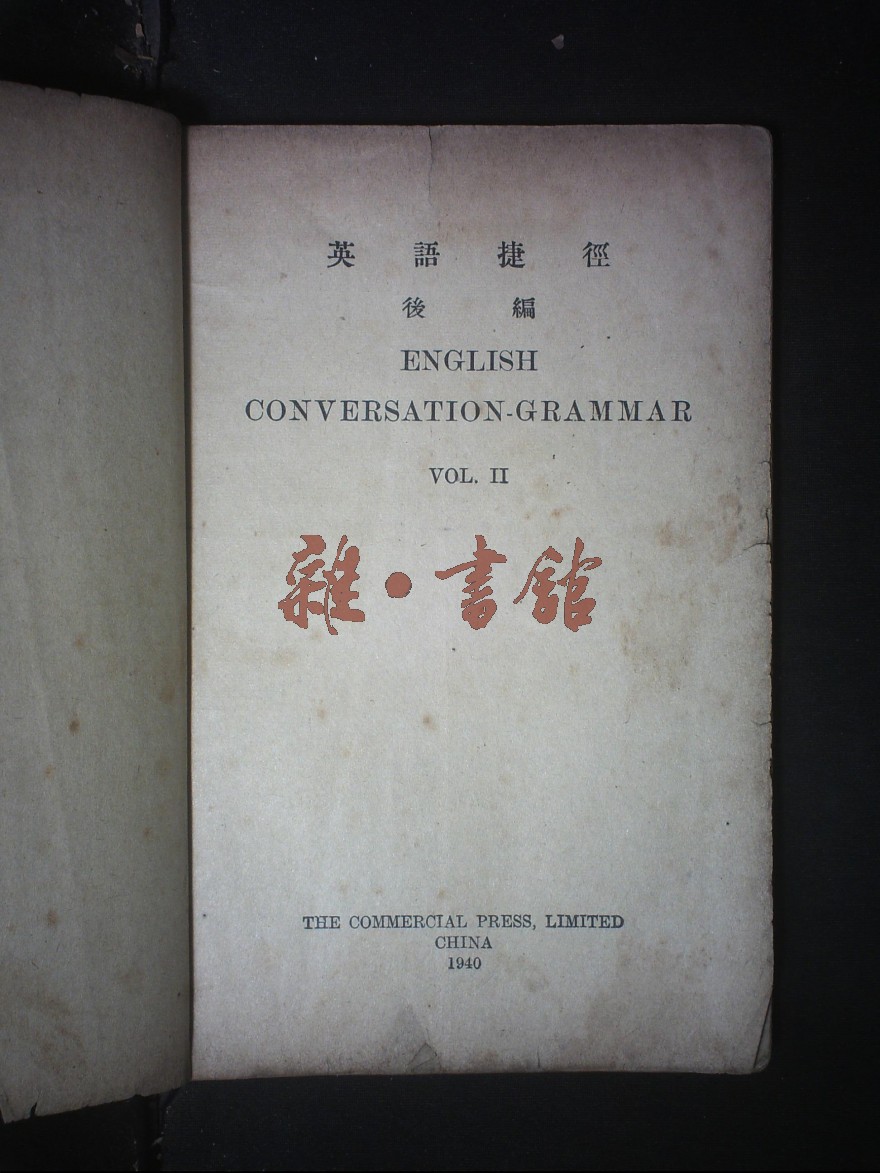 英語捷徑
後編
ENGLISH
CONVERSATION-GRAMMAR
VOL. II
雜·書館
THE COMMERCIAL PRESS, LIMITED
CHINA
1940